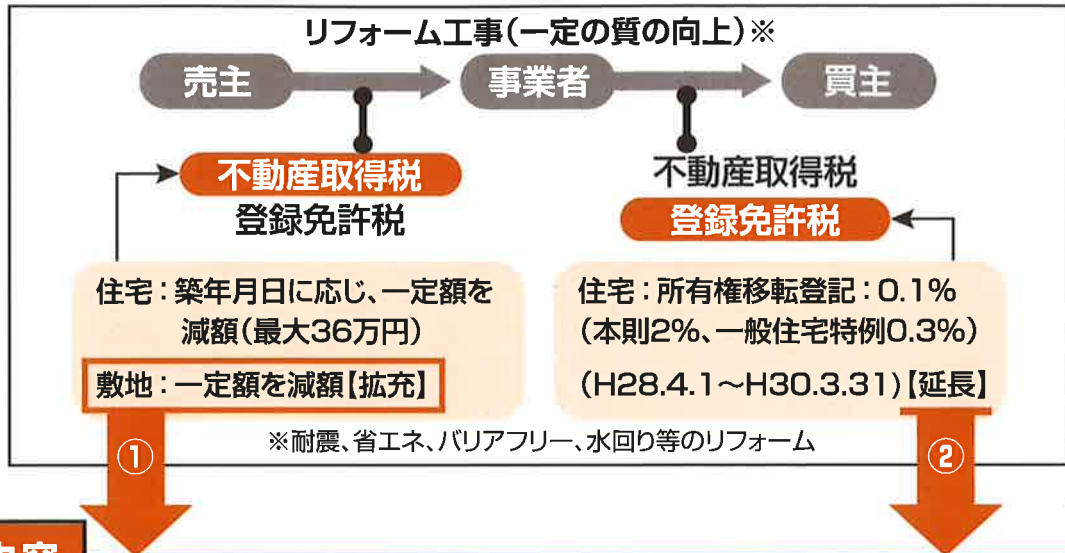 リフォーム工事(一定の質の向上)※
売主
事業者
買主
不動産取得税
登録免許税
不動産取得税
登録免許税
住宅：築年月日に応じ、一定額を
減額(最大36万円)
敷地：一定額を減額【拡充】
住宅：所有権移転登記：0.1%
(本則2%、一般住宅特例0.3%)
(H28.4.1～H30.3.31)【延長】
※耐震、省エネ、バリアフリー、水回り等のリフォーム
①
②